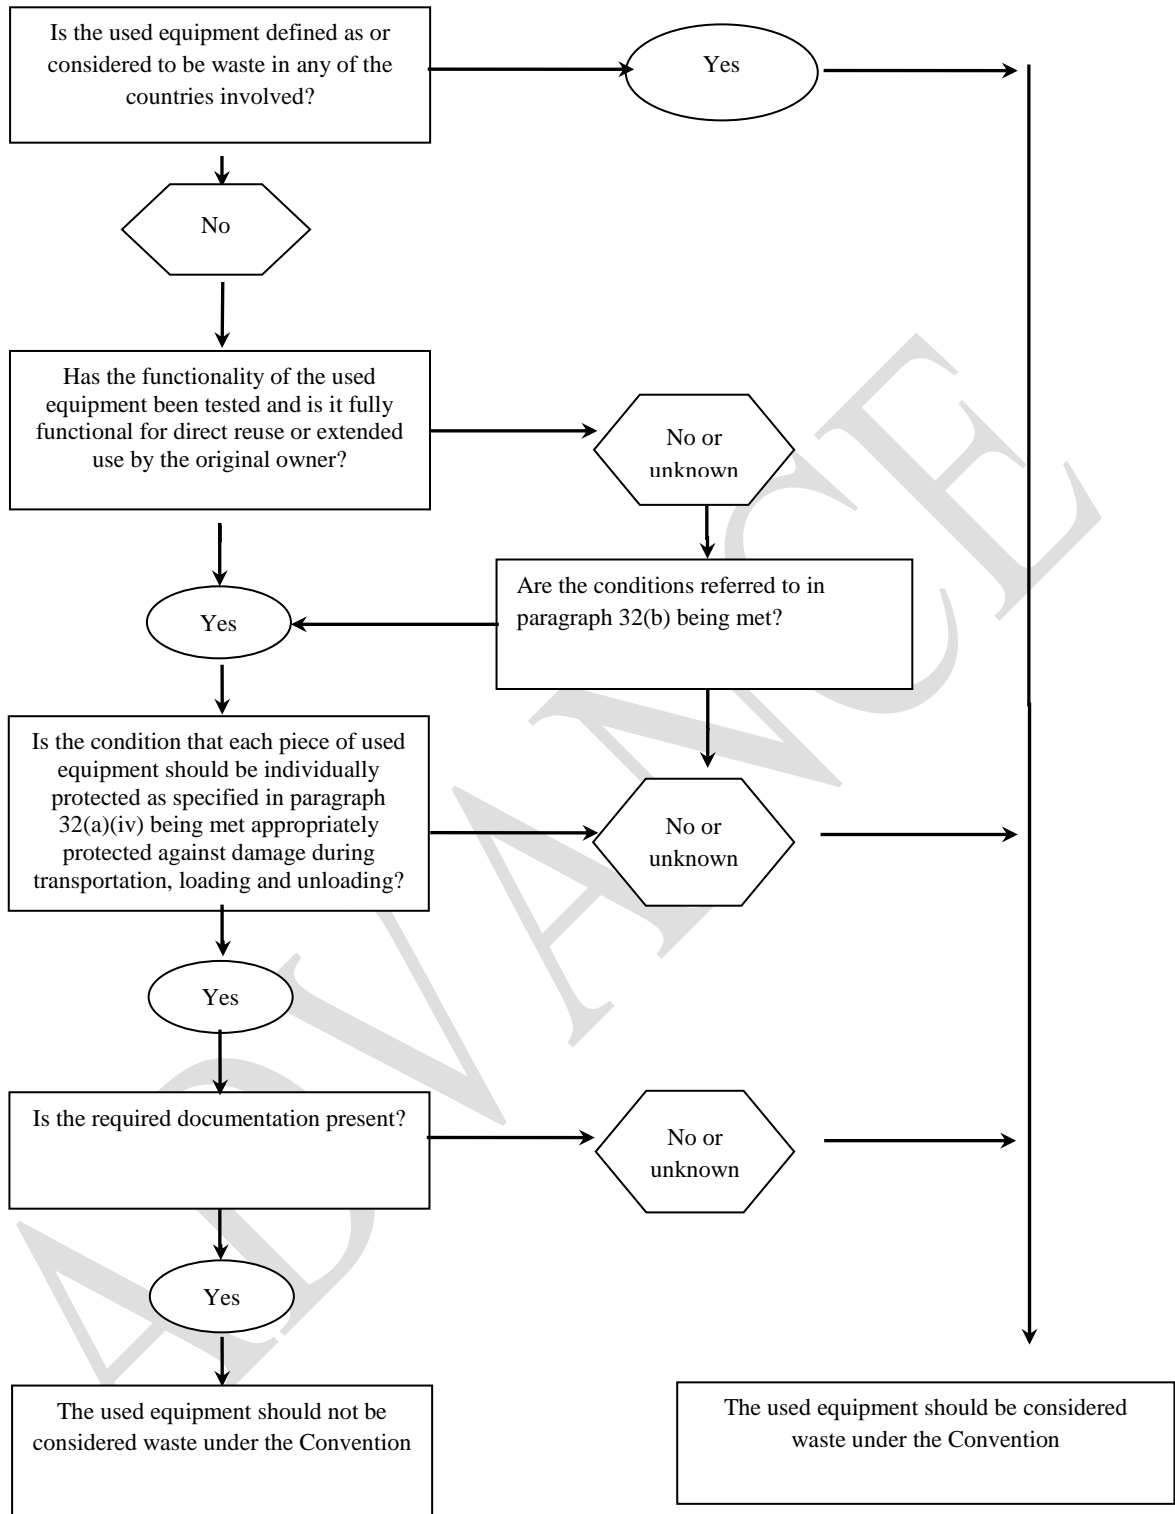 Is the used equipment defined as or
considered to be waste in any of the
countries involved?
Yes
No
Has the functionality of the used
equipment been tested and is it fully
functional for direct reuse or extended
use by the original owner?
No or
unknown
Are the conditions referred to in
paragraph 32(b) being met?
Yes
Is the condition that each piece of used
equipment should be individually
protected as specified in paragraph
32(a)(iv) being met appropriately
protected against damage during
transportation, loading and unloading?
No or
unknown
Yes
Is the required documentation present?
No or
unknown
Yes
The used equipment should not be
considered waste under the Convention
The used equipment should be considered
waste under the Convention
ADVANCE